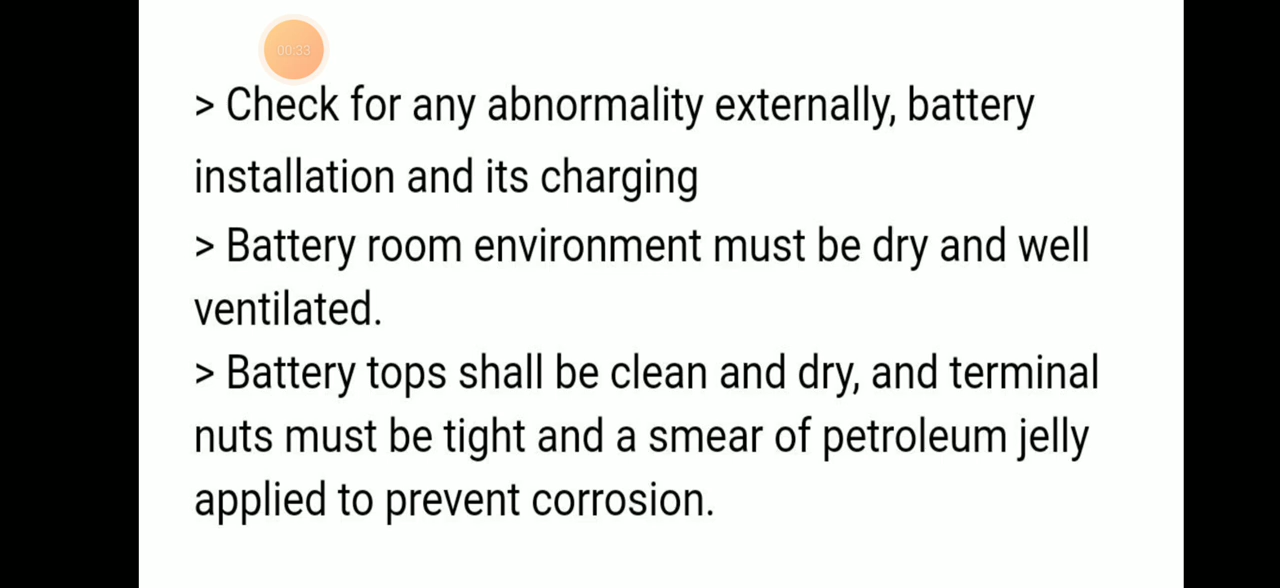 00:33
> Check for any abnormality externally, battery
installation and its charging
> Battery room environment must be dry and well
ventilated.
> Battery tops shall be clean and dry, and terminal
nuts must be tight and a smear of petroleum jelly
applied to prevent corrosion.